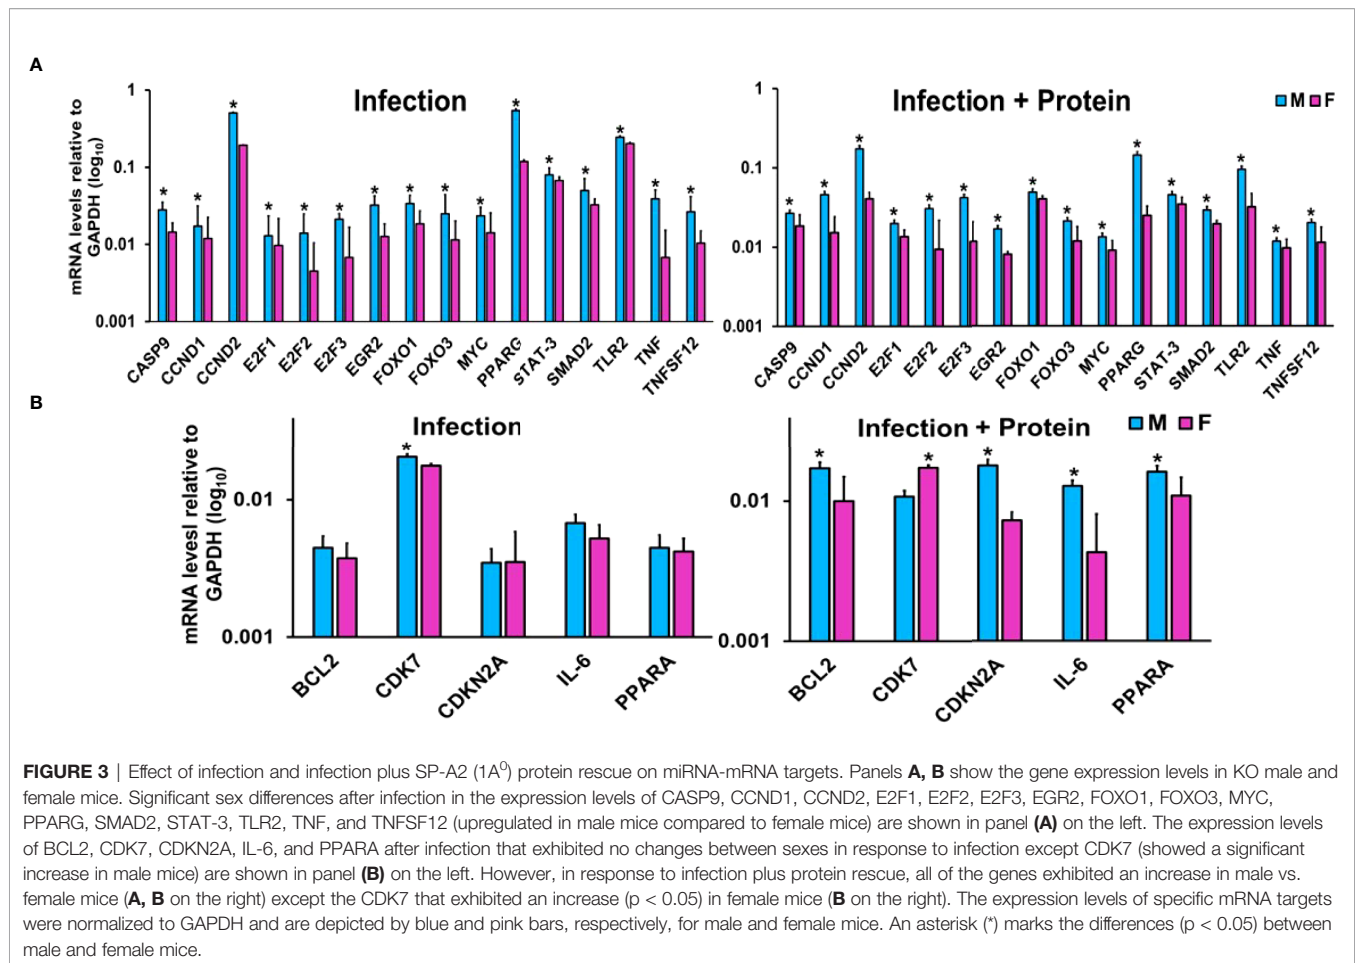 A
Infection
Infection + Protein
M F
mRNA levels relative to
GAPDH (log10)
1
0.1
0.01
0.001
* * * * * * * * * * * * * * * *
CASP9 CCND1 CCND2 E2F1 E2F2 E2F3 EGR2 FOXO1 FOXO3 MYC PPARG STAT-3 SMAD2 TLR2 TNF TNFSF12
1
0.1
0.01
0.001
* * * * * * * * * * * * * * * *
CASP9 CCND1 CCND2 E2F1 E2F2 E2F3 EGR2 FOXO1 FOXO3 MYC PPARG STAT-3 SMAD2 TLR2 TNF TNFSF12
B
Infection
Infection + Protein
M F
mRNA levesl relative to
GAPDH (log10)
0.01
0.001
*
BCL2 CDK7 CDKN2A IL-6 PPARA
0.01
0.001
* * * * *
BCL2 CDK7 CDKN2A IL-6 PPARA
FIGURE 3 | Effect of infection and infection plus SP-A2 (1A0) protein rescue on miRNA-mRNA targets. Panels A, B show the gene expression levels in KO male and
female mice. Significant sex differences after infection in the expression levels of CASP9, CCND1, CCND2, E2F1, E2F2, E2F3, EGR2, FOXO1, FOXO3, MYC,
PPARG, SMAD2, STAT-3, TLR2, TNF, and TNFSF12 (upregulated in male mice compared to female mice) are shown in panel (A) on the left. The expression levels
of BCL2, CDK7, CDKN2A, IL-6, and PPARA after infection that exhibited no changes between sexes in response to infection except CDK7 (showed a significant
increase in male mice) are shown in panel (B) on the left. However, in response to infection plus protein rescue, all of the genes exhibited an increase in male vs.
female mice (A, B on the right) except the CDK7 that exhibited an increase (p < 0.05) in female mice (B on the right). The expression levels of specific mRNA targets
were normalized to GAPDH and are depicted by blue and pink bars, respectively, for male and female mice. An asterisk (*) marks the differences (p < 0.05) between
male and female mice.